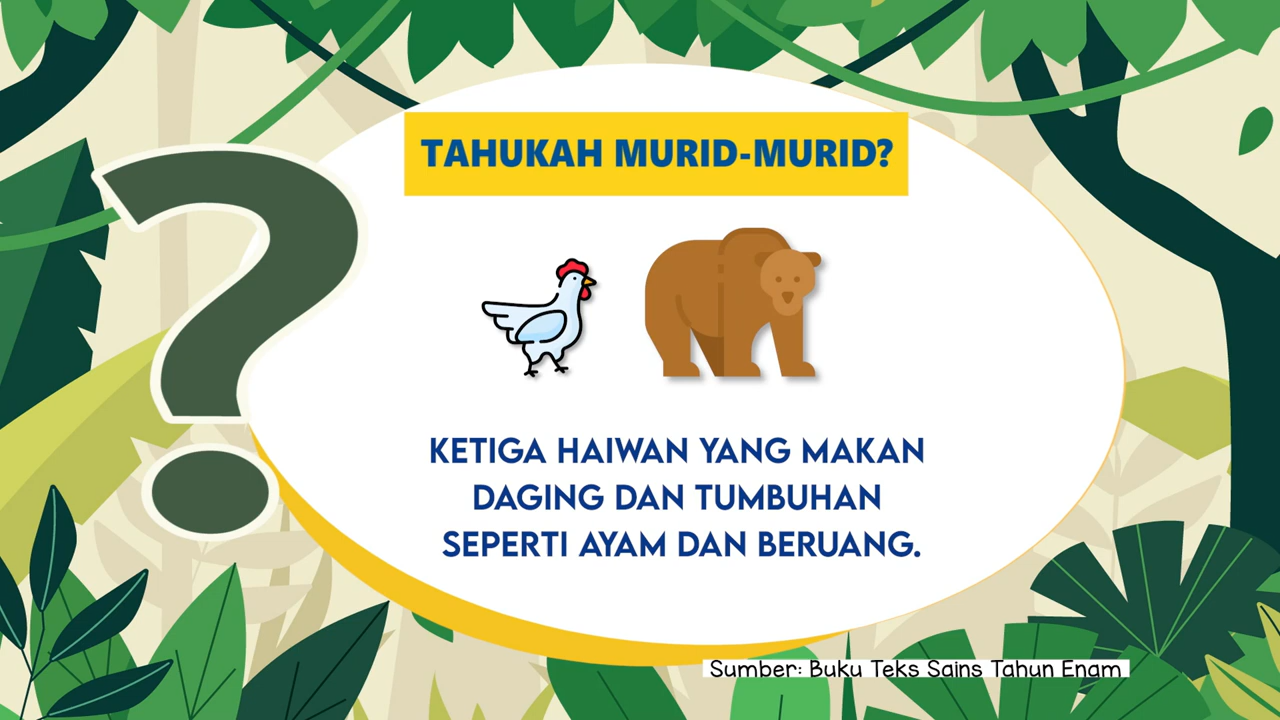 TAHUKAH MURID-MURID?
KETIGA HAIWAN YANG MAKAN
DAGING DAN TUMBUHAN
SEPERTI AYAM DAN BERUANG.
Sumber: Buku Teks Sains Tahun Enam